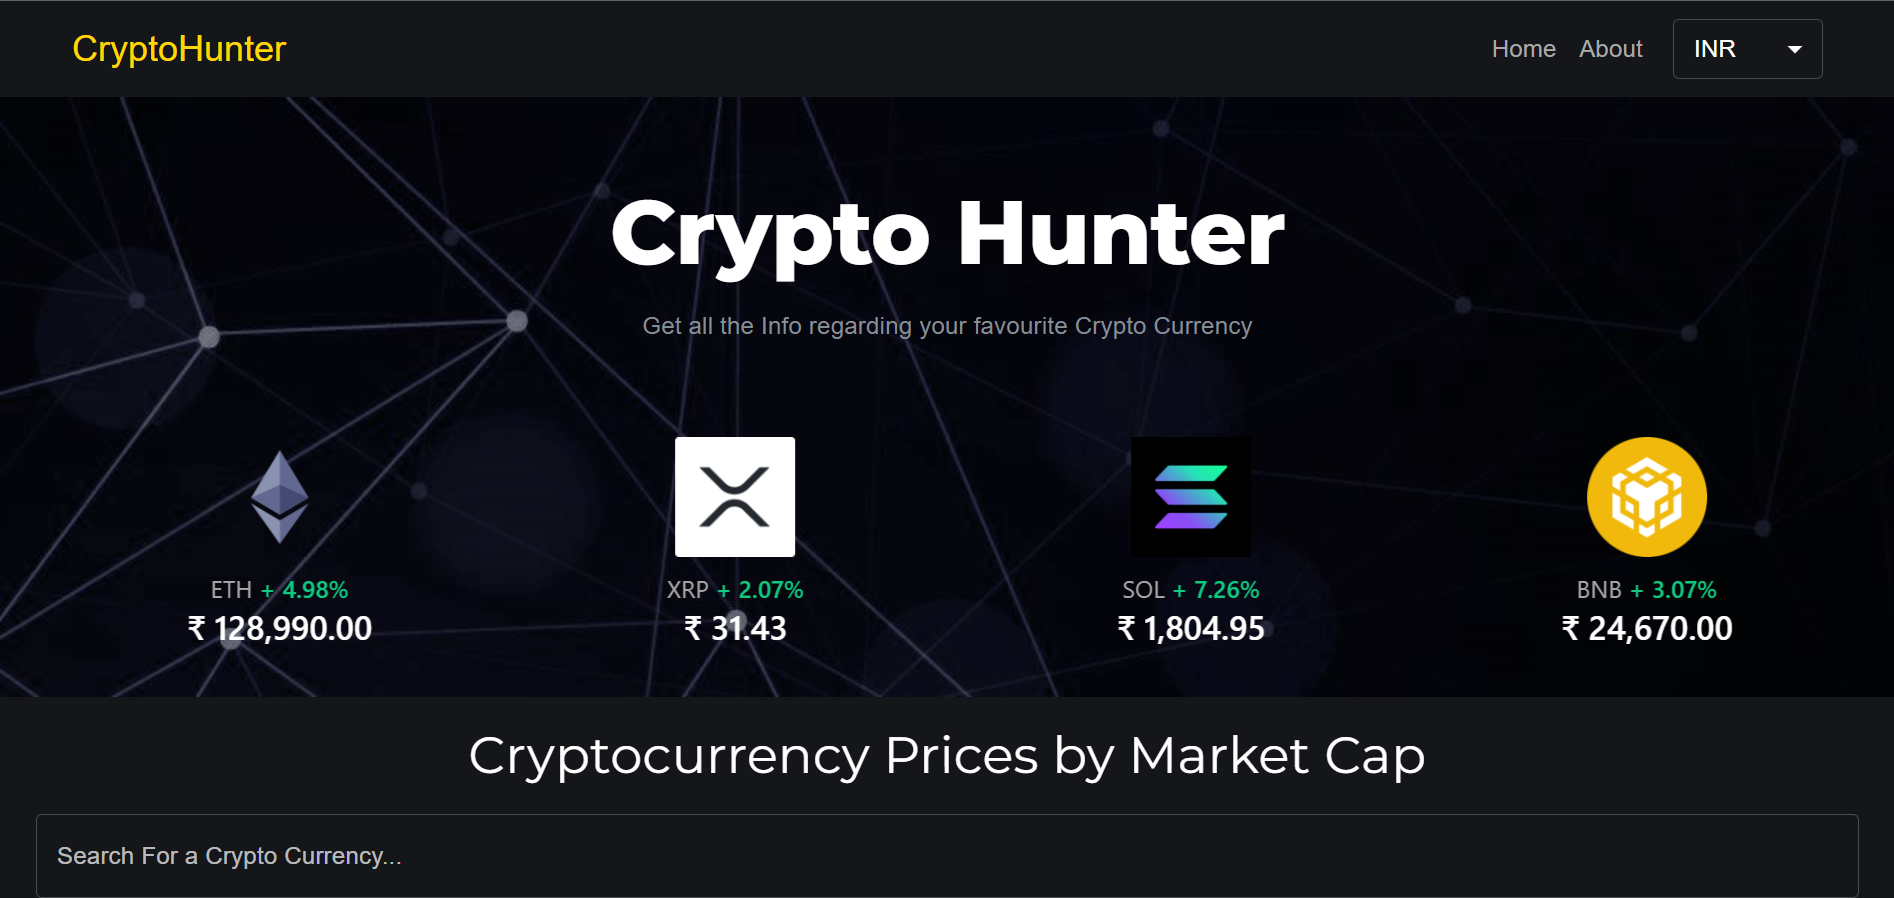 CryptoHunter
Home About INR
Crypto Hunter
Get all the Info regarding your favourite Crypto Currency
ETH + 4.98%
₹ 128,990.00
XRP + 2.07%
₹ 31.43
SOL + 7.26%
₹ 1,804.95
BNB + 3.07%
₹ 24,670.00
Cryptocurrency Prices by Market Cap
Search For a Crypto Currency...